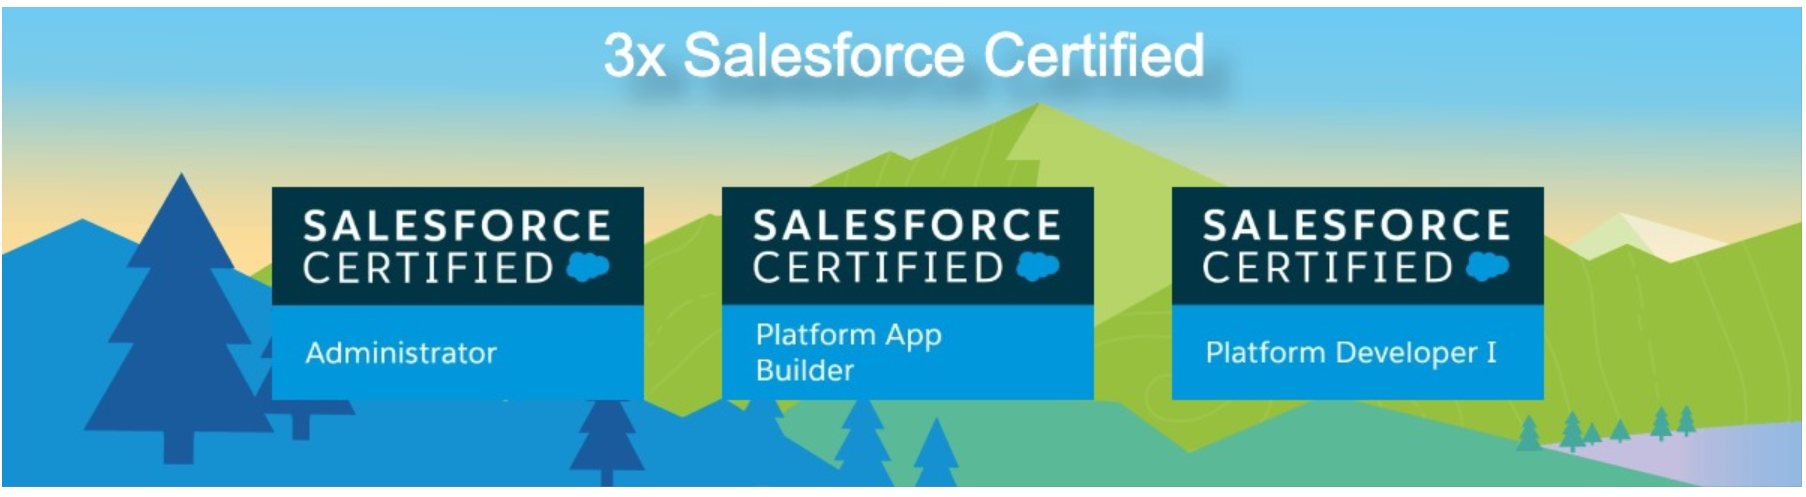 3x Salesforce Certified
SALESFORCE
CERTIFIED
Administrator
SALESFORCE
CERTIFIED
Platform App
Builder
SALESFORCE
CERTIFIED
Platform Developer I